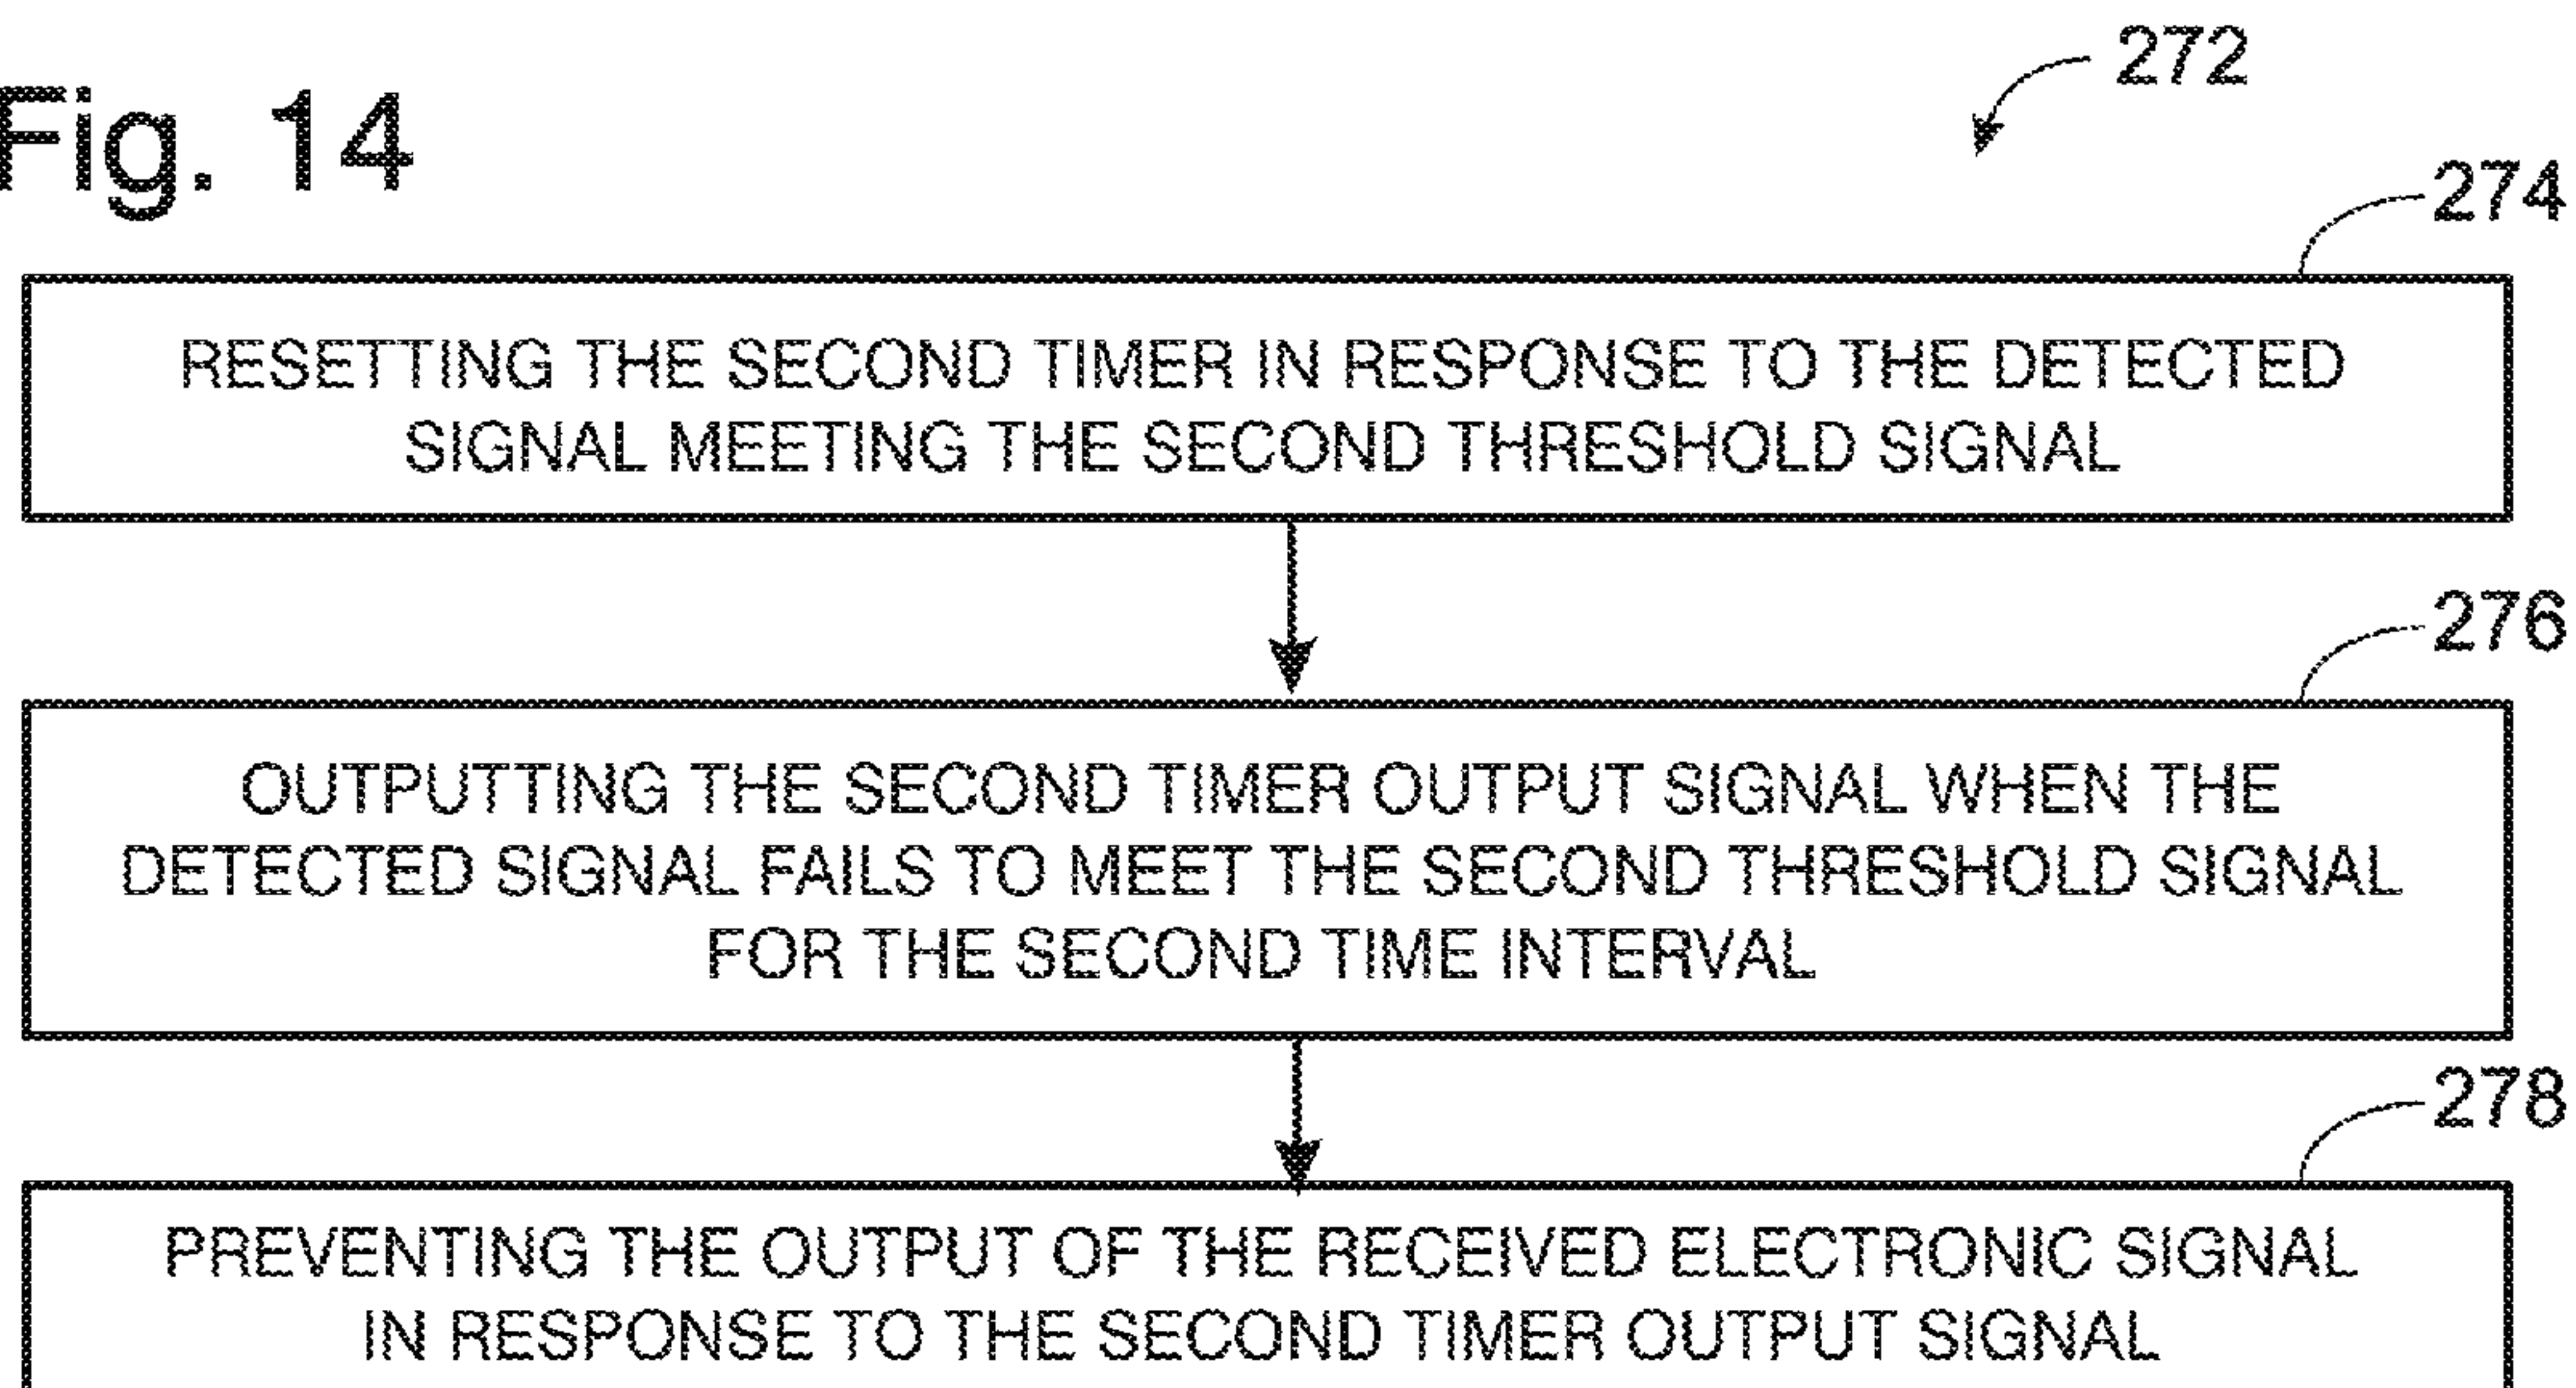 Fig. 14
272
274
RESETTING THE SECOND TIMER IN RESPONSE TO THE DETECTED
SIGNAL MEETING THE SECOND THRESHOLD SIGNAL
276
OUTPUTTING THE SECOND TIMER OUTPUT SIGNAL WHEN THE
DETECTED SIGNAL FAILS TO MEET THE SECOND THRESHOLD SIGNAL
FOR THE SECOND TIME INTERVAL
278
PREVENTING THE OUTPUT OF THE RECEIVED ELECTRONIC SIGNAL
IN RESPONSE TO THE SECOND TIMER OUTPUT SIGNAL